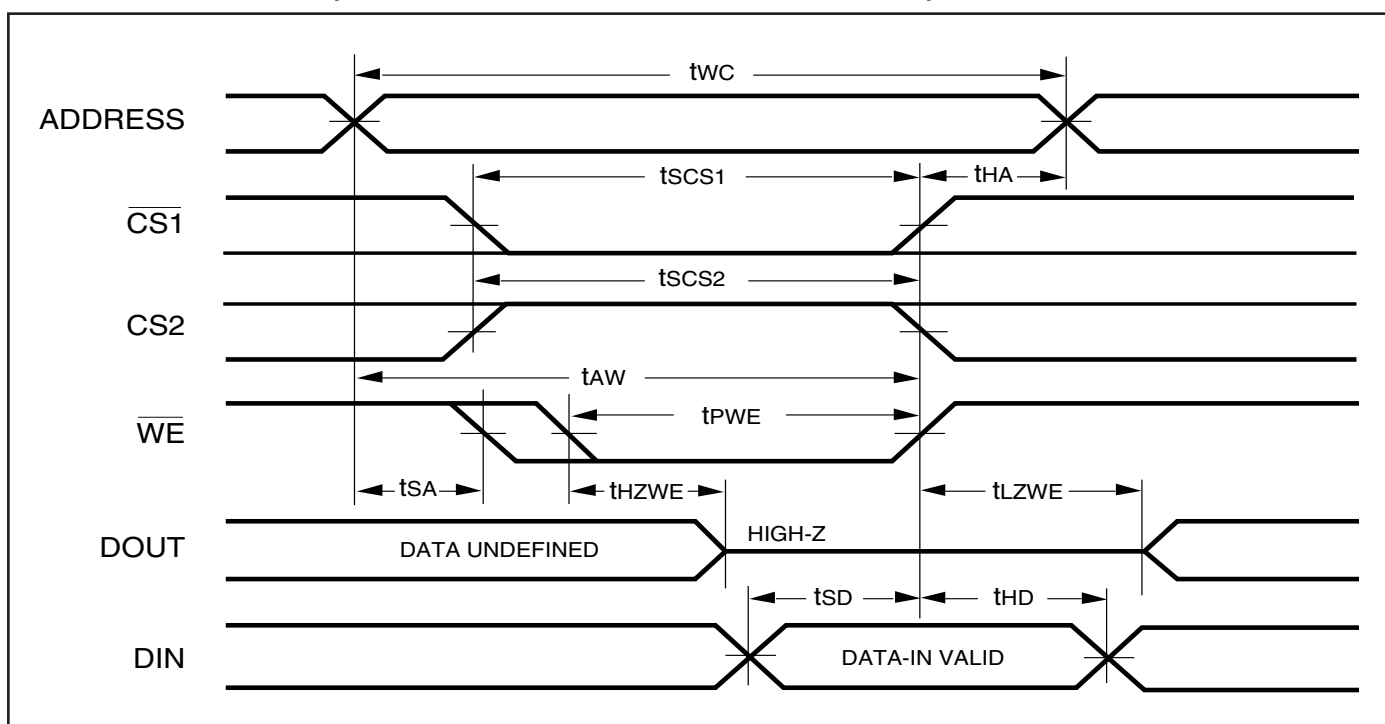 tWC
ADDRESS
tSCS1
tHA
CS1
tSCS2
CS2
tAW
WE
tPWE
tSA
tHZWE
tLZWE
DOUT
DATA UNDEFINED
HIGH-Z
tSD
tHD
DIN
DATA-IN VALID